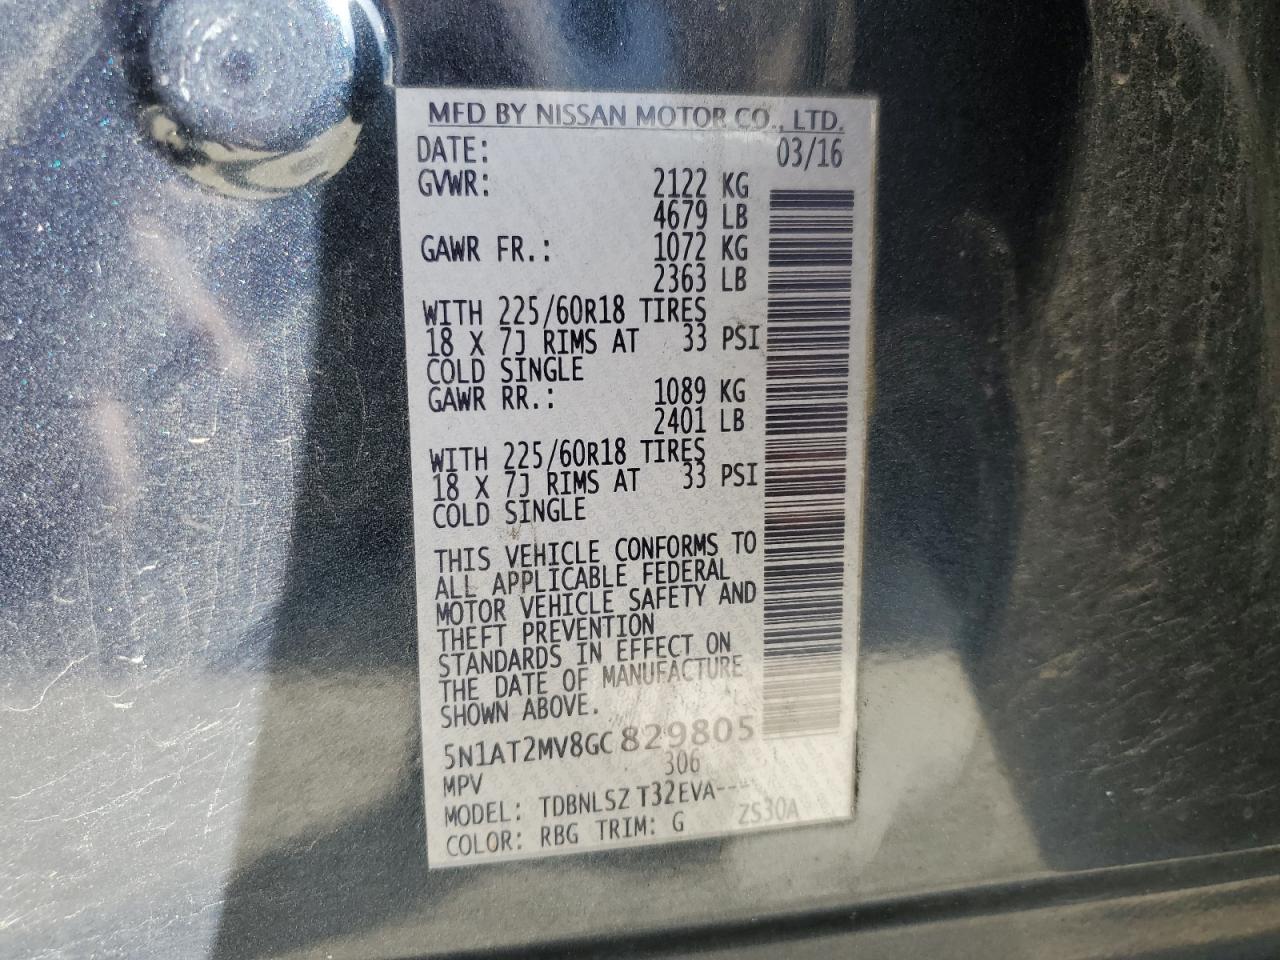 MFD BY NISSAN MOTOR CO., LTD.
DATE: 03/16
GVWR: 2122 KG
4679 LB
GAWR FR.: 1072 KG
2363 LB
WITH 225/60R18 TIRES
18 X 7J RIMS AT 33 PSI
COLD SINGLE
GAWR RR.: 1089 KG
2401 LB
WITH 225/60R18 TIRES
18 X 7J RIMS AT 33 PSI
COLD SINGLE
THIS VEHICLE CONFORMS TO
ALL APPLICABLE FEDERAL
MOTOR VEHICLE SAFETY AND
THEFT PREVENTION
STANDARDS IN EFFECT ON
THE DATE OF MANUFACTURE
SHOWN ABOVE.
5N1AT2MV8GC829805
MPV 306
MODEL: TDBNLSZ T32EVA---
COLOR: RBG TRIM: G ZS30A